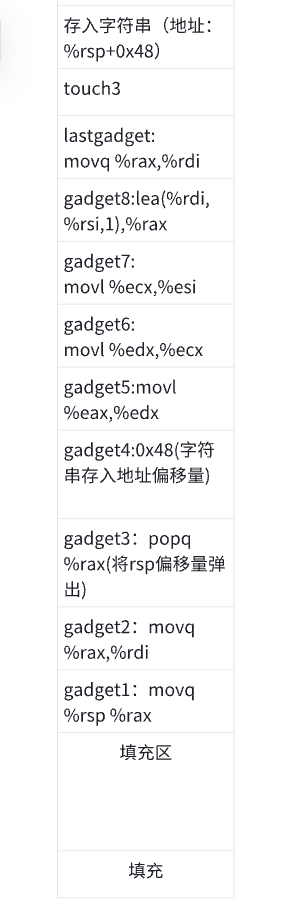 存入字符串（地址：
%rsp+0x48）
touch3
lastgadget:
movq %rax,%rdi
gadget8:lea(%rdi,
%rsi,1),%rax
gadget7:
movl %ecx,%esi
gadget6:
movl %edx,%ecx
gadget5:movl
%eax,%edx
gadget4:0x48(字符
串存入地址偏移量)
gadget3：popq
%rax(将rsp偏移量弹
出)
gadget2：movq
%rax,%rdi
gadget1：movq
%rsp %rax
填充区
填充